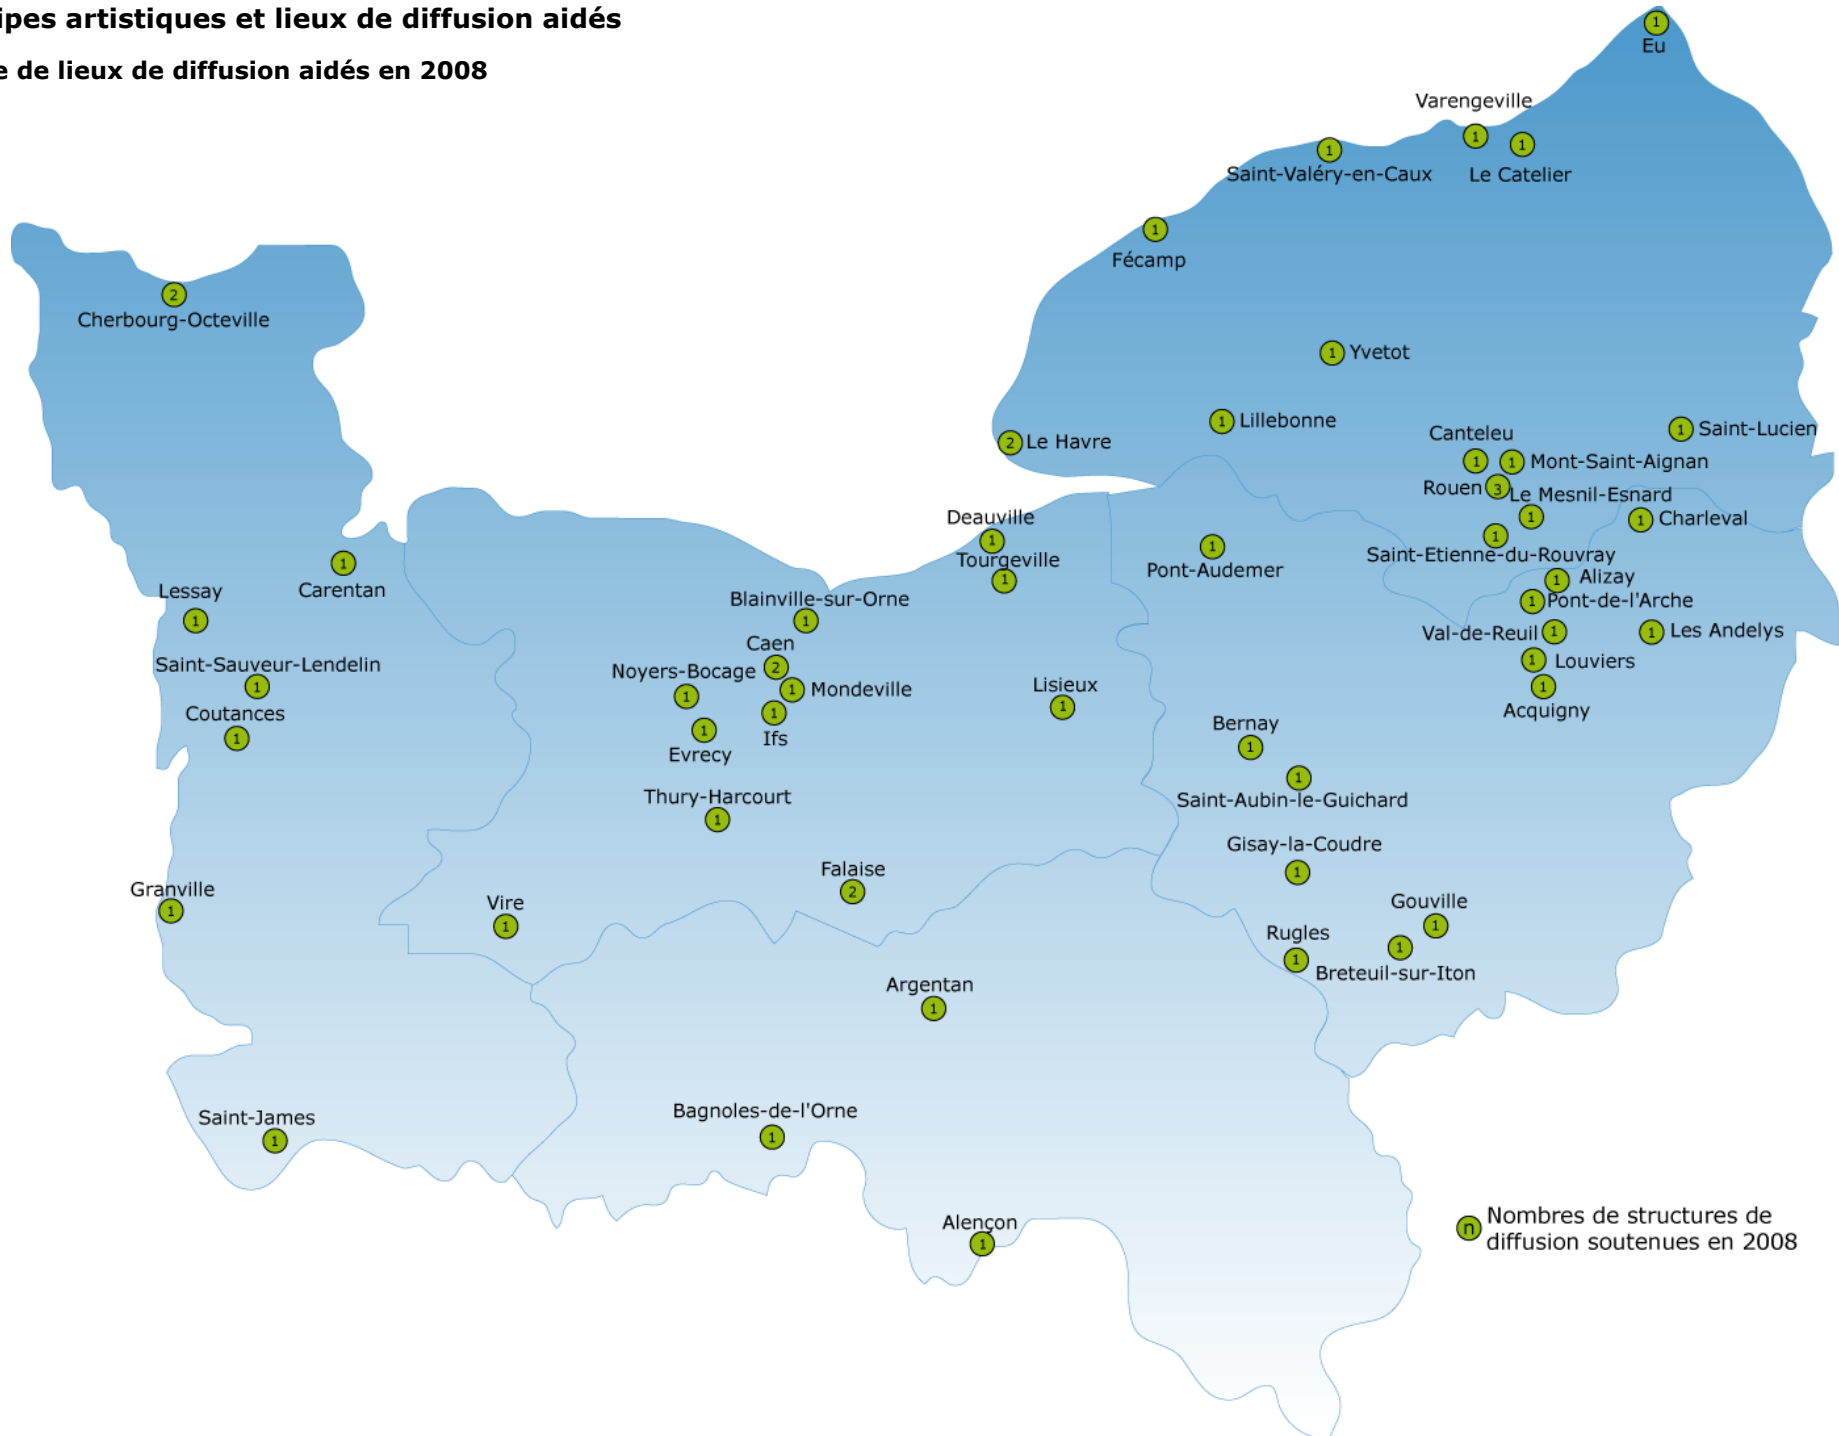 ipes artistiques et lieux de diffusion aidés
e de lieux de diffusion aidés en 2008
1
Eu
Varengeville
1
1
Le Catelier
1
Saint-Valéry-en-Caux
1
Fécamp
2
Cherbourg-Octeville
1 Yvetot
1 Lillebonne
2 Le Havre
1 Saint-Lucien
Canteleu
1
1 Mont-Saint-Aignan
Rouen 3
Le Mesnil-Esnard
1
1 Charleval
1
Saint-Etienne-du-Rouvray
Deauville
1
Tourgeville
1
1
Pont-Audemer
1 Alizay
1 Pont-de-l'Arche
Val-de-Reuil 1
1 Les Andelys
1 Louviers
1
Acquigny
1
Carentan
Lessay
1
Saint-Sauveur-Lendelin
1
Coutances
1
Blainville-sur-Orne
1
Caen
2
Noyers-Bocage
1
1 Mondeville
1
Ifs
1
Evrecy
Lisieux
1
Bernay
1
1
Saint-Aubin-le-Guichard
Thury-Harcourt
1
Gisay-la-Coudre
1
Falaise
2
Granville
1
Vire
1
Gouville
1
Rugles
1
1
Breteuil-sur-Iton
Argentan
1
Saint-James
1
Bagnoles-de-l'Orne
1
Alençon
1
n Nombres de structures de
diffusion soutenues en 2008